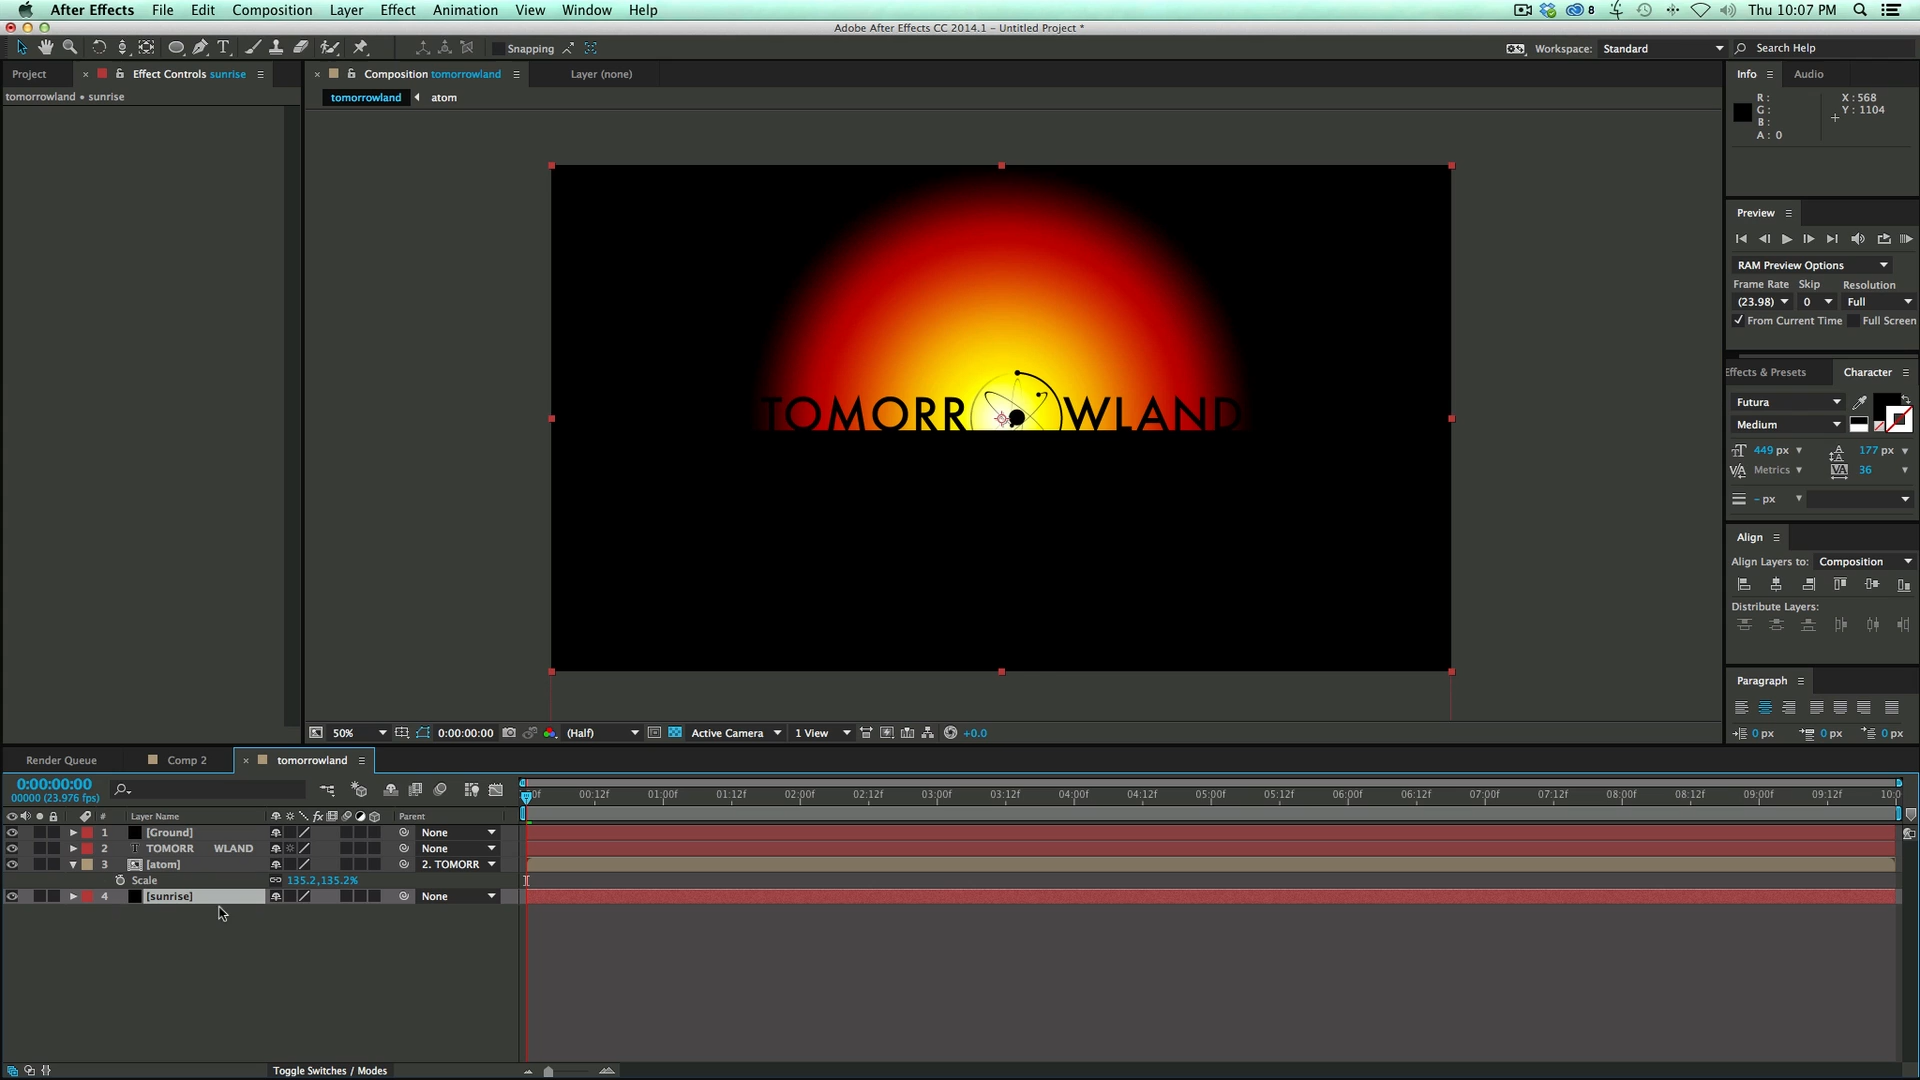 After Effects File Edit Composition Layer Effect Animation View Window Help 8 Thu 10:07 PM
Adobe After Effects CC 2014.1 – Untitled Project *
T Snapping Workspace: Standard Search Help
Project Effect Controls sunrise Composition tomorrowland Layer (none) Info Audio
tomorrowland • sunrise tomorrowland atom
R : X : 568
G : Y : 1104
B :
A : 0
Preview
RAM Preview Options
Frame Rate Skip Resolution
(23.98) 0 Full
From Current Time Full Screen
Effects & Presets Character
Futura
Medium
449 px 177 px
Metrics 36
– px
TOMORR WLAND
Align
Align Layers to: Composition
Distribute Layers:
Paragraph
0 px 0 px 0 px
50% 0:00:00:00 (Half) Active Camera 1 View +0.0
Render Queue Comp 2 tomorrowland
0:00:00:00
00000 (23.976 fps)
00:12f 01:00f 01:12f 02:00f 02:12f 03:00f 03:12f 04:00f 04:12f 05:00f 05:12f 06:00f 06:12f 07:00f 07:12f 08:00f 08:12f 09:00f 09:12f 10:0
# Layer Name fx Parent
1 [Ground] None
2 T TOMORR WLAND None
3 [atom] 2. TOMORR
Scale 135.2,135.2%
4 [sunrise] None
Toggle Switches / Modes